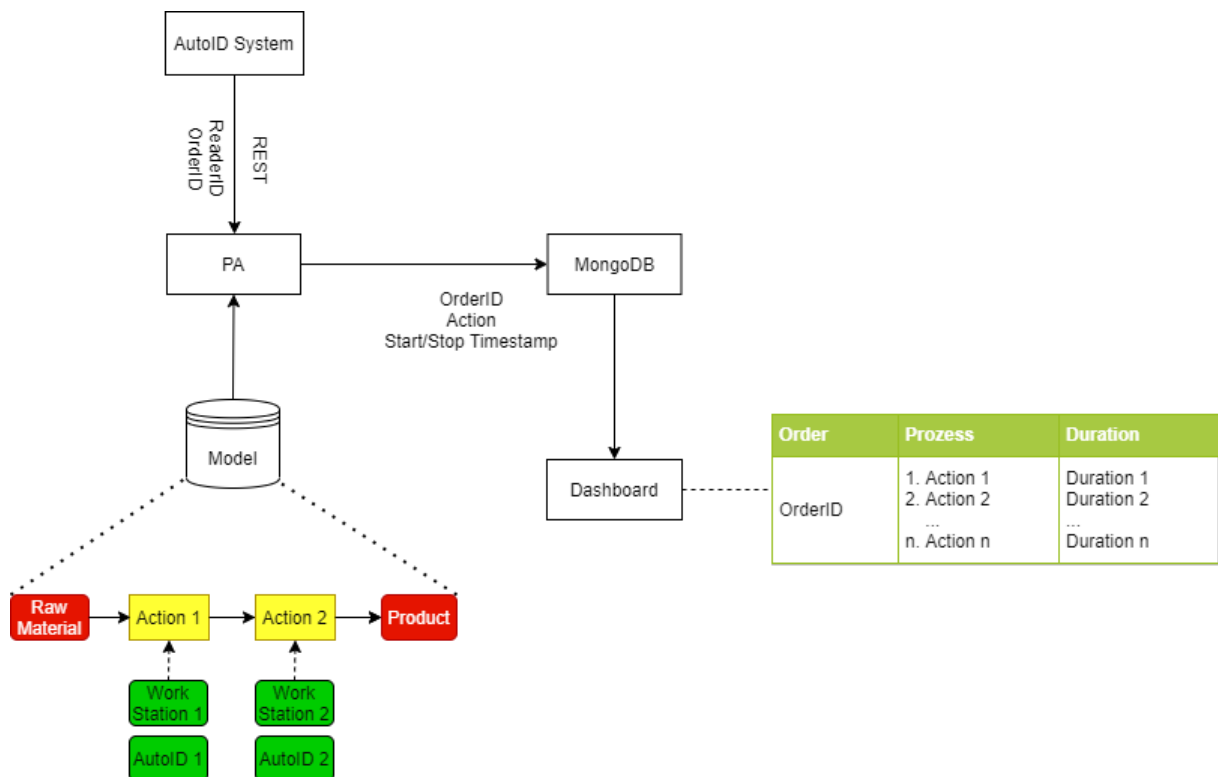 AutoID System
ReaderID
OrderID
REST
PA
MongoDB
OrderID
Action
Start/Stop Timestamp
Model
Dashboard
Order Prozess Duration
OrderID
1. Action 1 Duration 1
2. Action 2 Duration 2
... ...
n. Action n Duration n
Raw
Material
Action 1
Action 2
Product
Work
Station 1
Work
Station 2
AutoID 1
AutoID 2